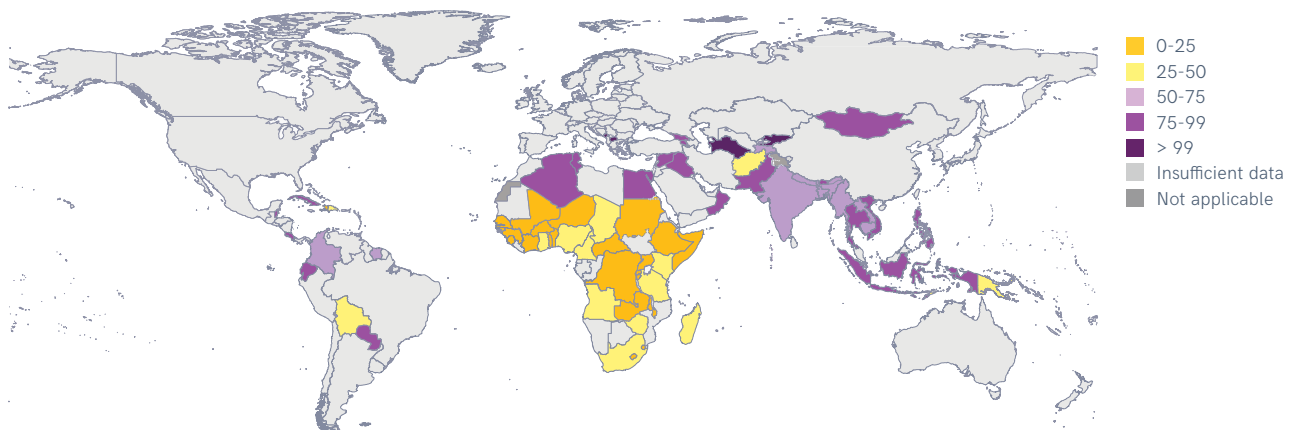 0-25
25-50
50-75
75-99
> 99
Insufficient data
Not applicable